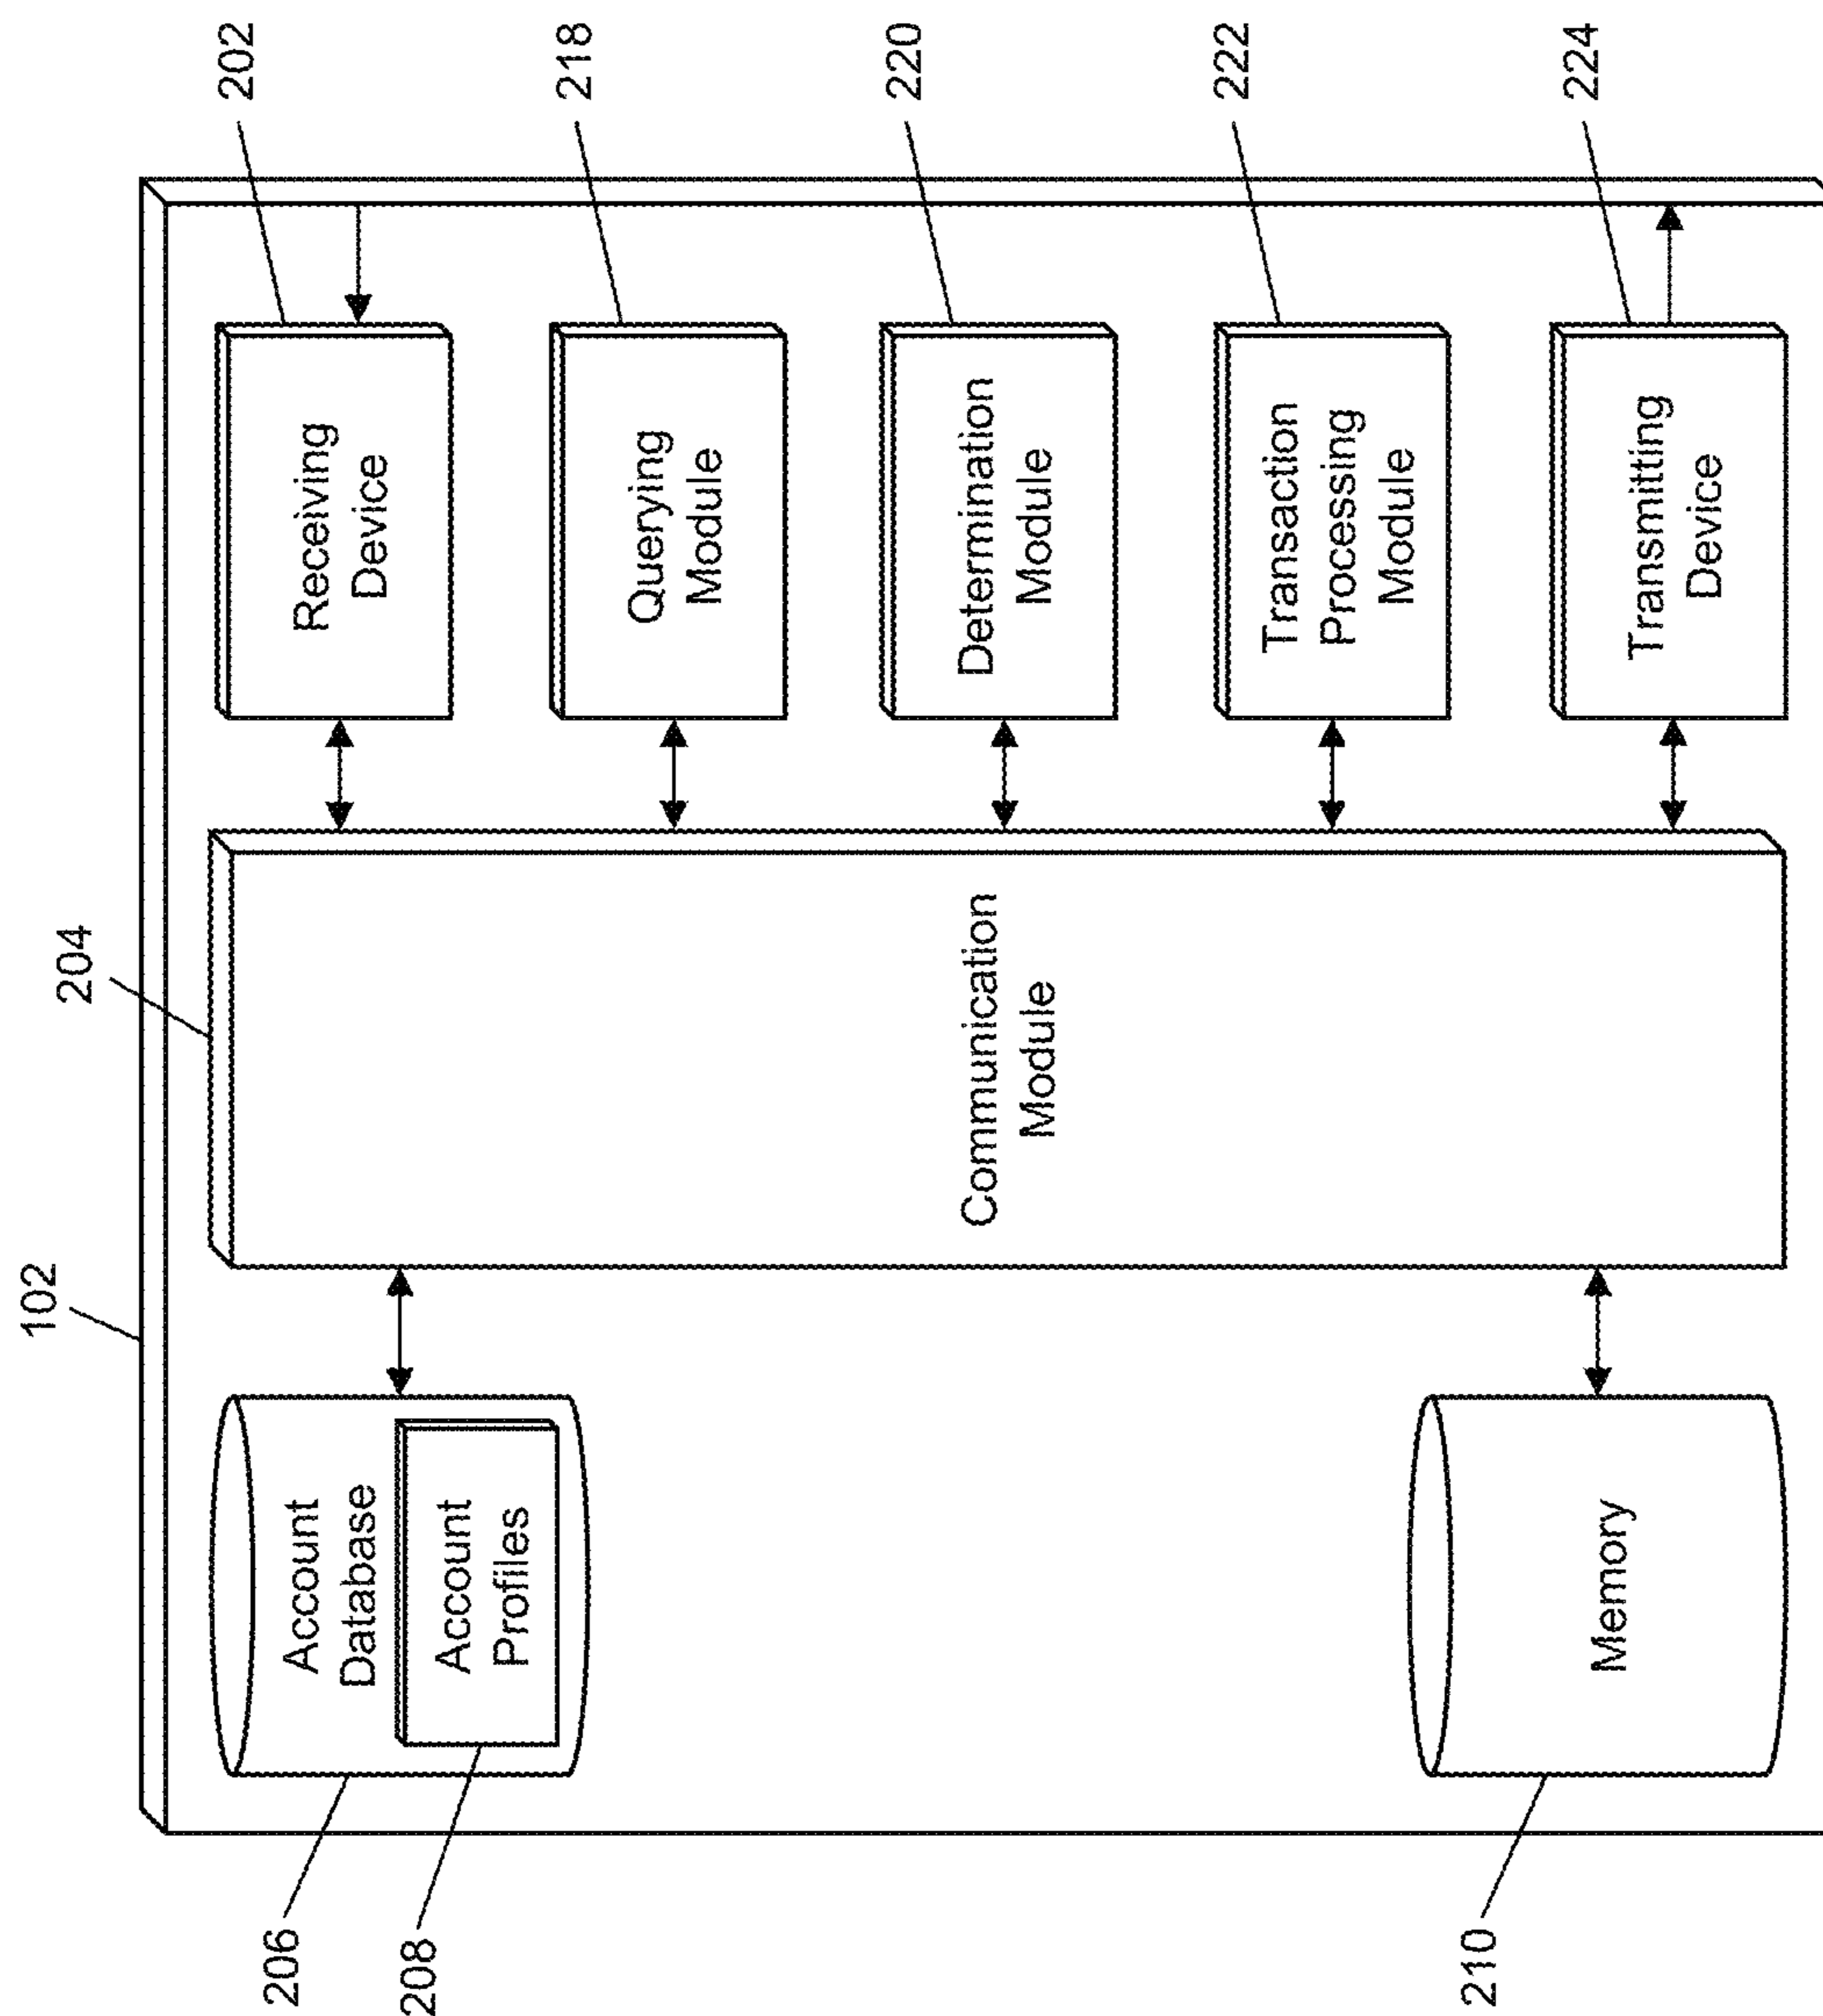 102
204
202
206
Account
Database
Receiving
Device
208
Account
Profiles
218
Querying
Module
220
Communication
Module
Determination
Module
222
Transaction
Processing
Module
210
Memory
224
Transmitting
Device